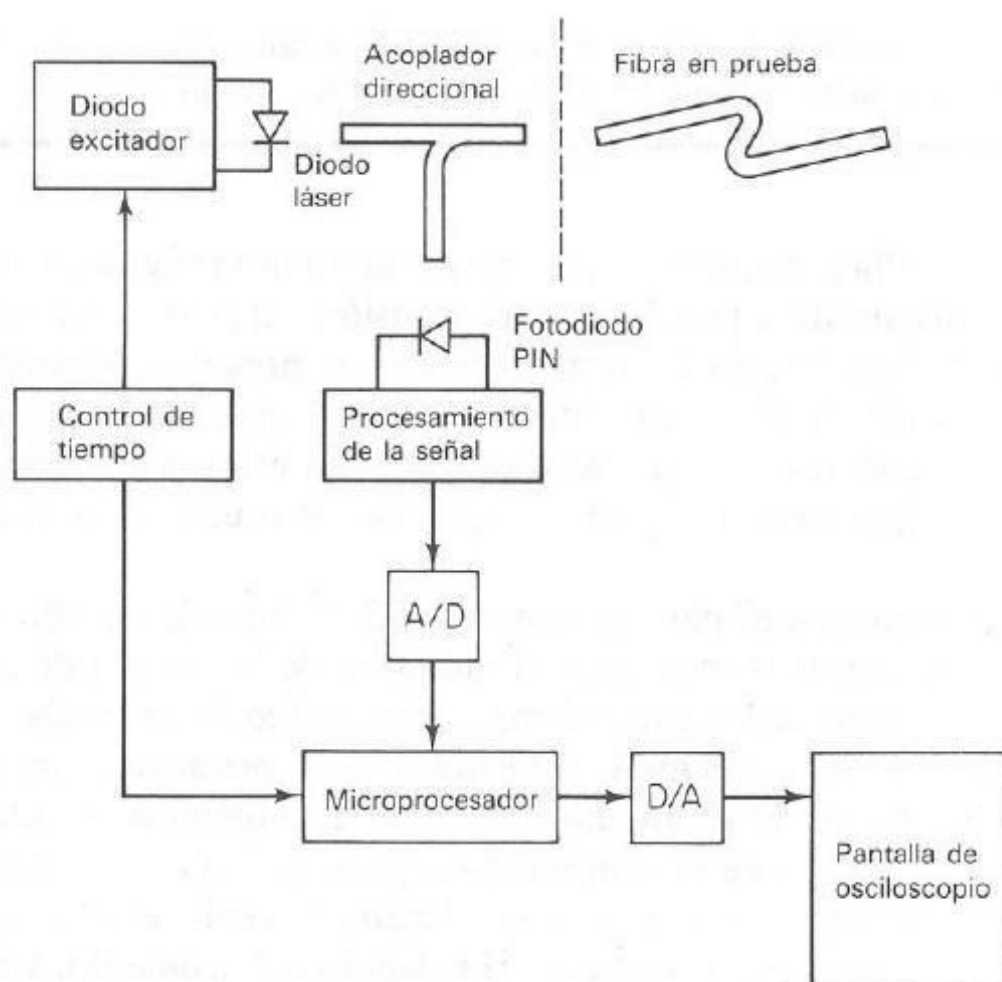 Diodo
excitador
Diodo
láser
Acoplador
direccional
Fibra en prueba
Fotodiodo
PIN
Control de
tiempo
Procesamiento
de la señal
A/D
Microprocesador
D/A
Pantalla de
osciloscopio